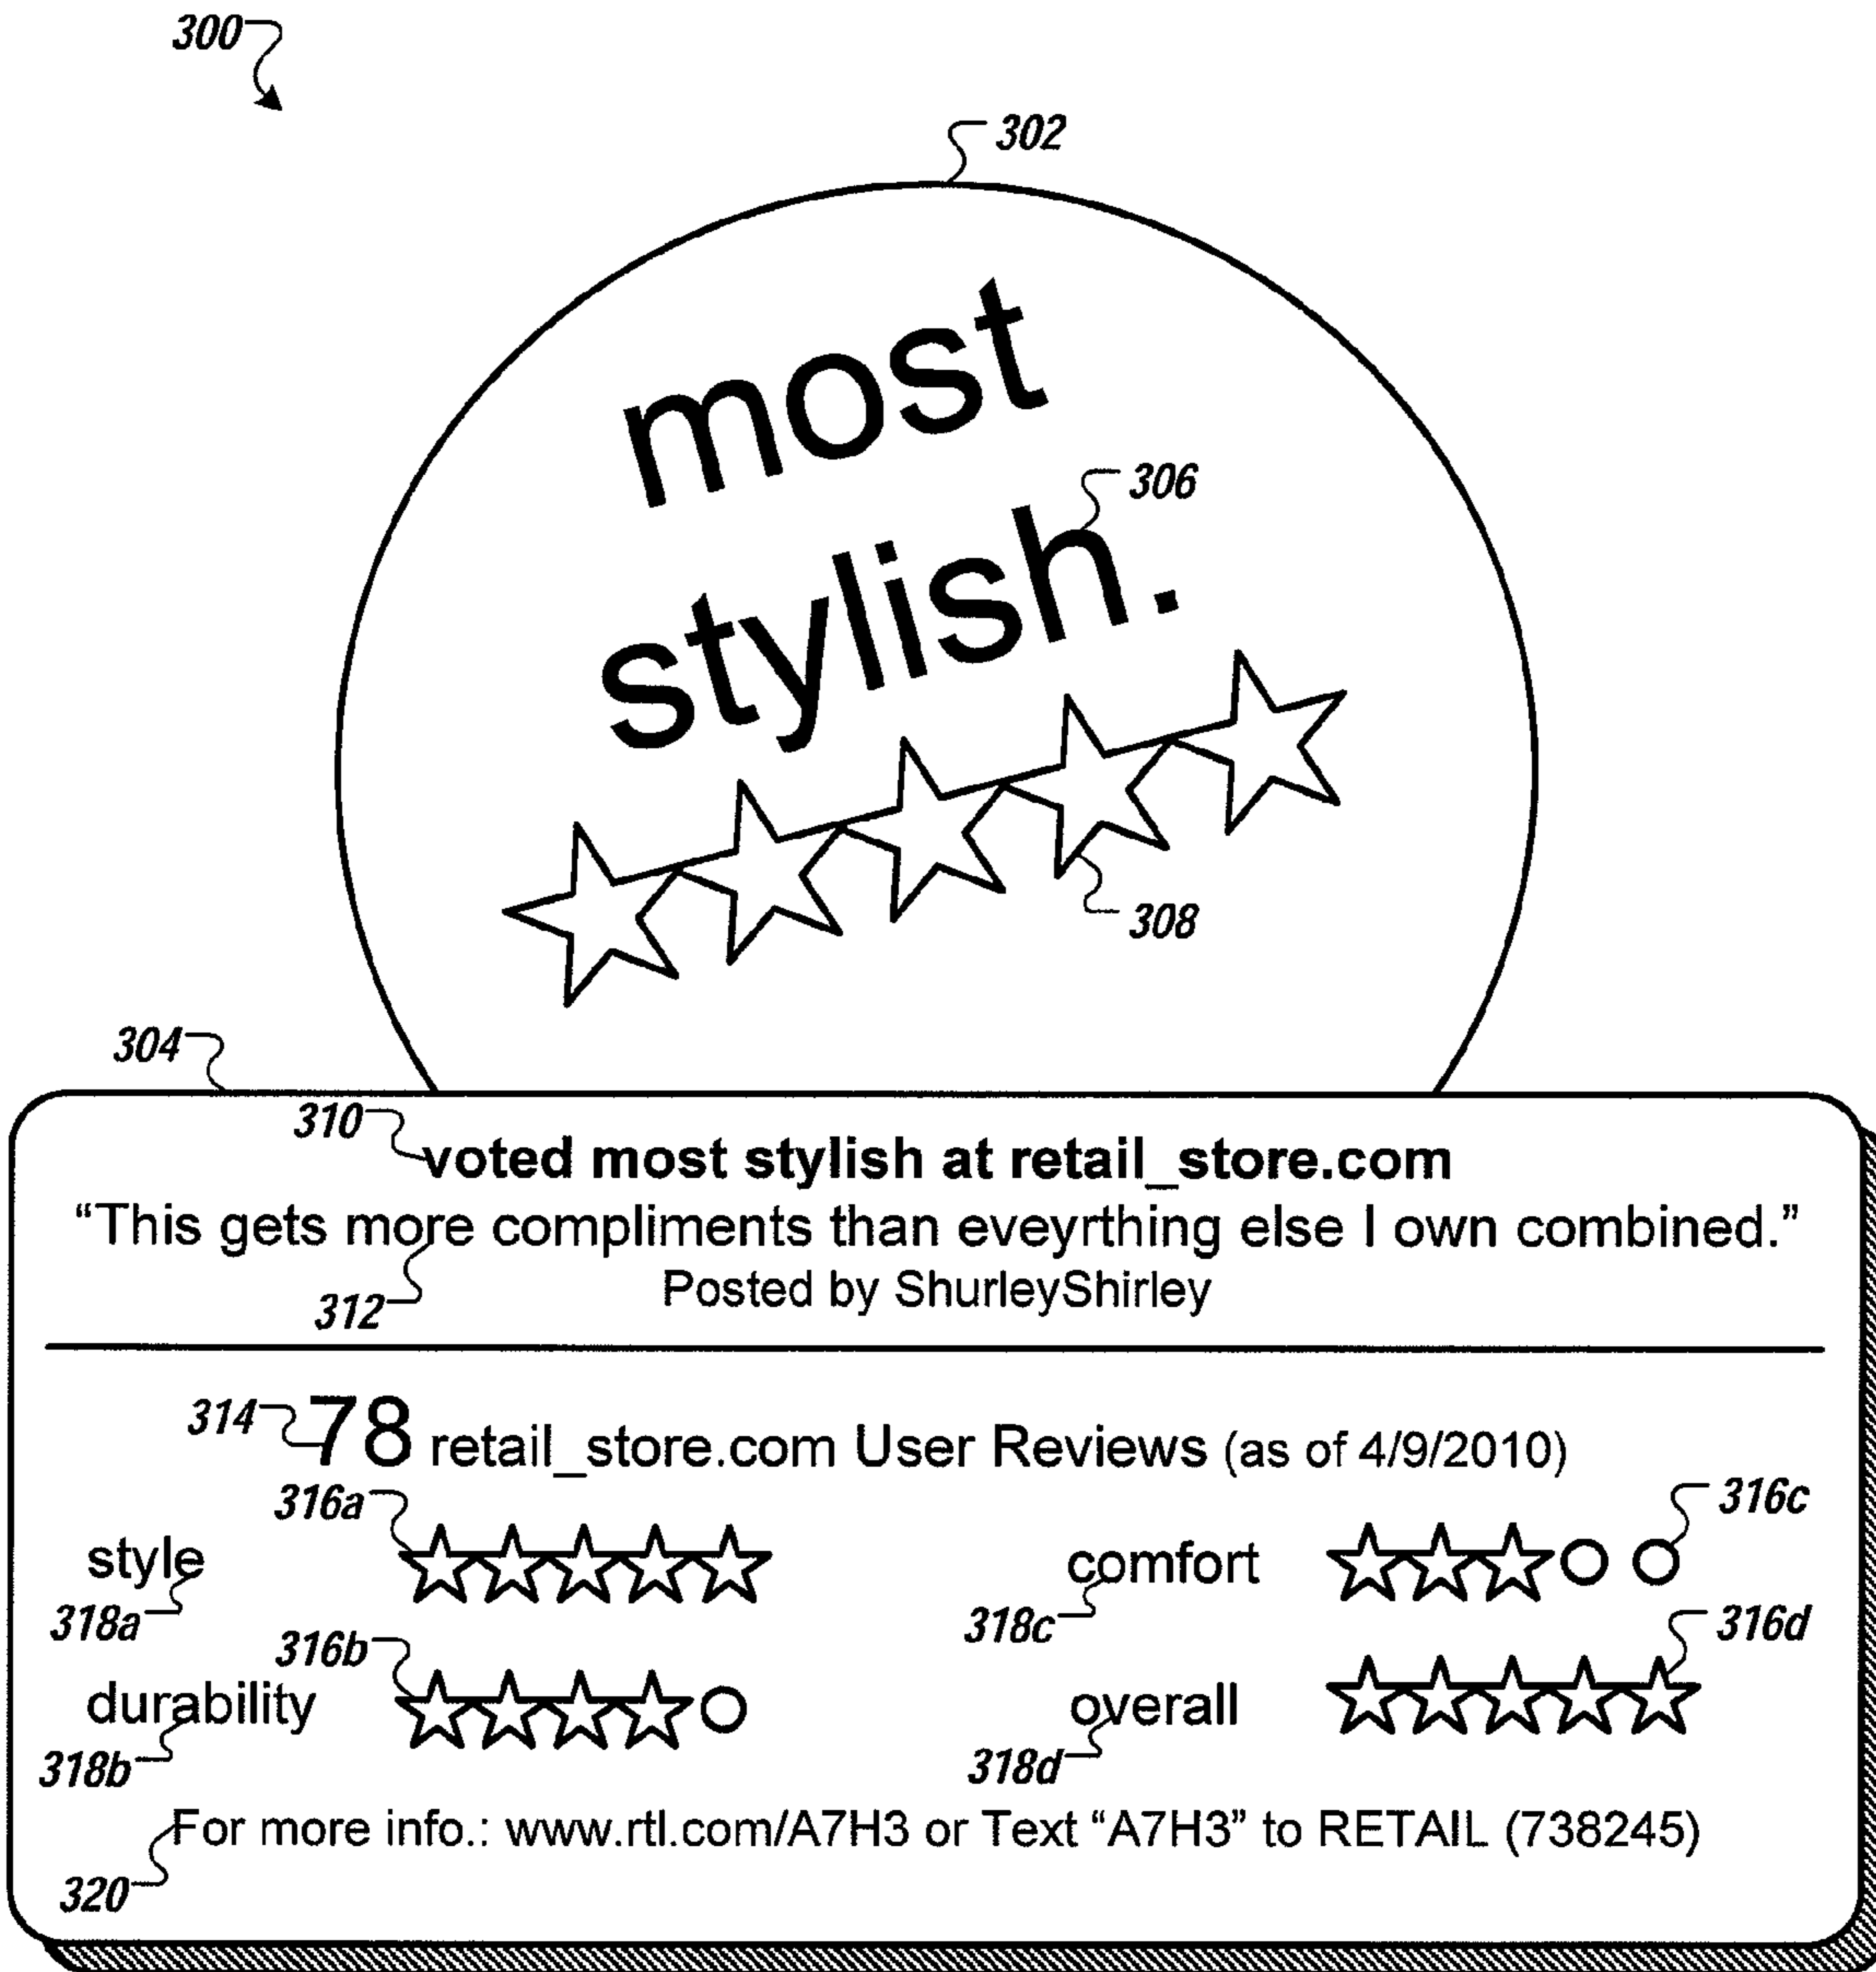 300
302
most
306
stylish.
308
304
310
voted most stylish at retail_store.com
“This gets more compliments than eveyrthing else I own combined.”
312
Posted by ShurleyShirley
314
78 retail_store.com User Reviews (as of 4/9/2010)
316a
316c
style
comfort
318a
318c
316b
316d
durability
overall
318b
318d
For more info.: www.rtl.com/A7H3 or Text “A7H3” to RETAIL (738245)
320